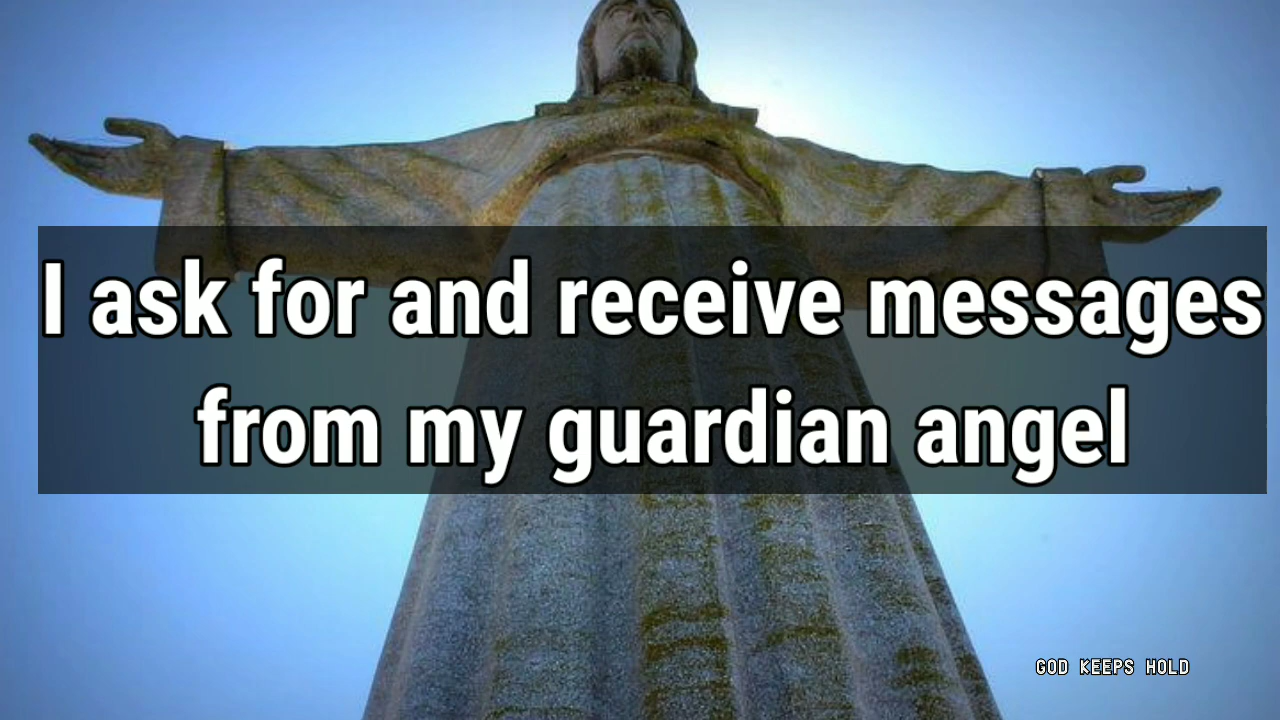 I ask for and receive messages
from my guardian angel
GOD KEEPS HOLD